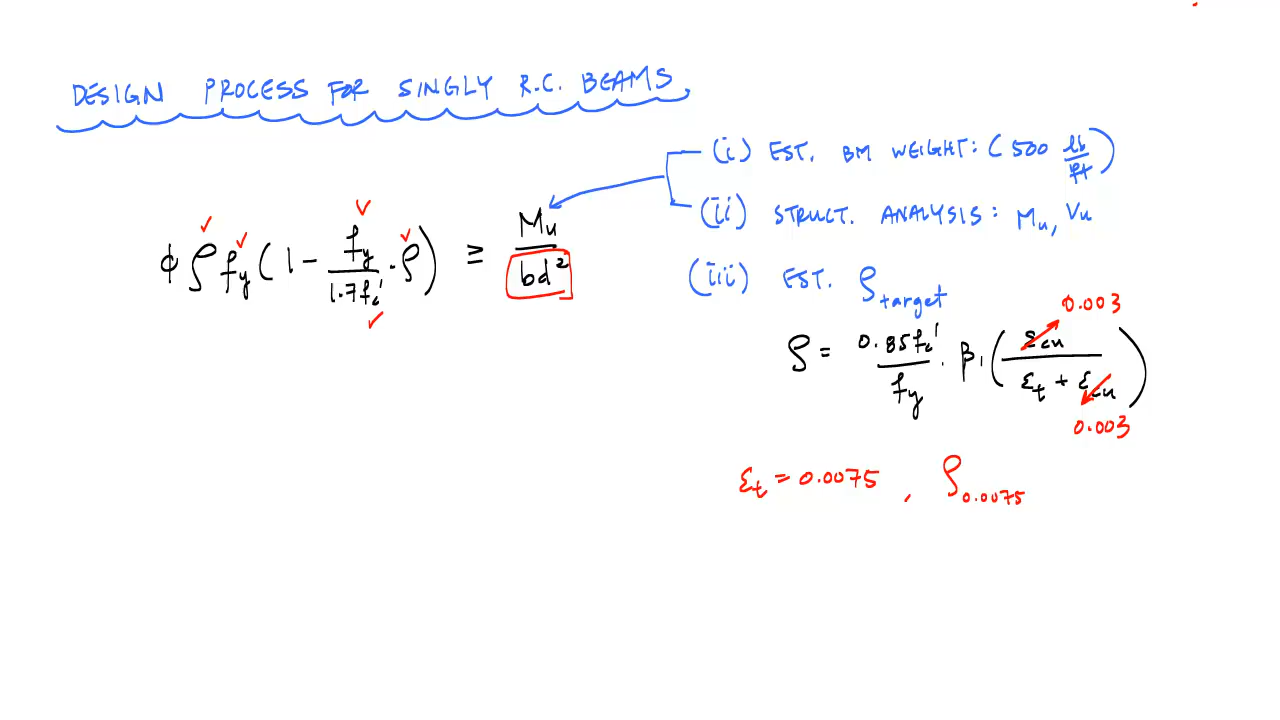 DESIGN PROCESS FOR SINGLY R.C. BEAMS
(i) EST. BM WEIGHT: (500 lb/ft)
(ii) STRUCT. ANALYSIS: Mu, Vu
ϕ ρ fy (1 - fy/1.7fc' · ρ) ≥ Mu/bd²
(iii) EST. ρtarget
0.003
ρ = 0.85fc'/fy · β1 (εcu/εt + εcu)
0.003
εt = 0.0075 , ρ0.0075